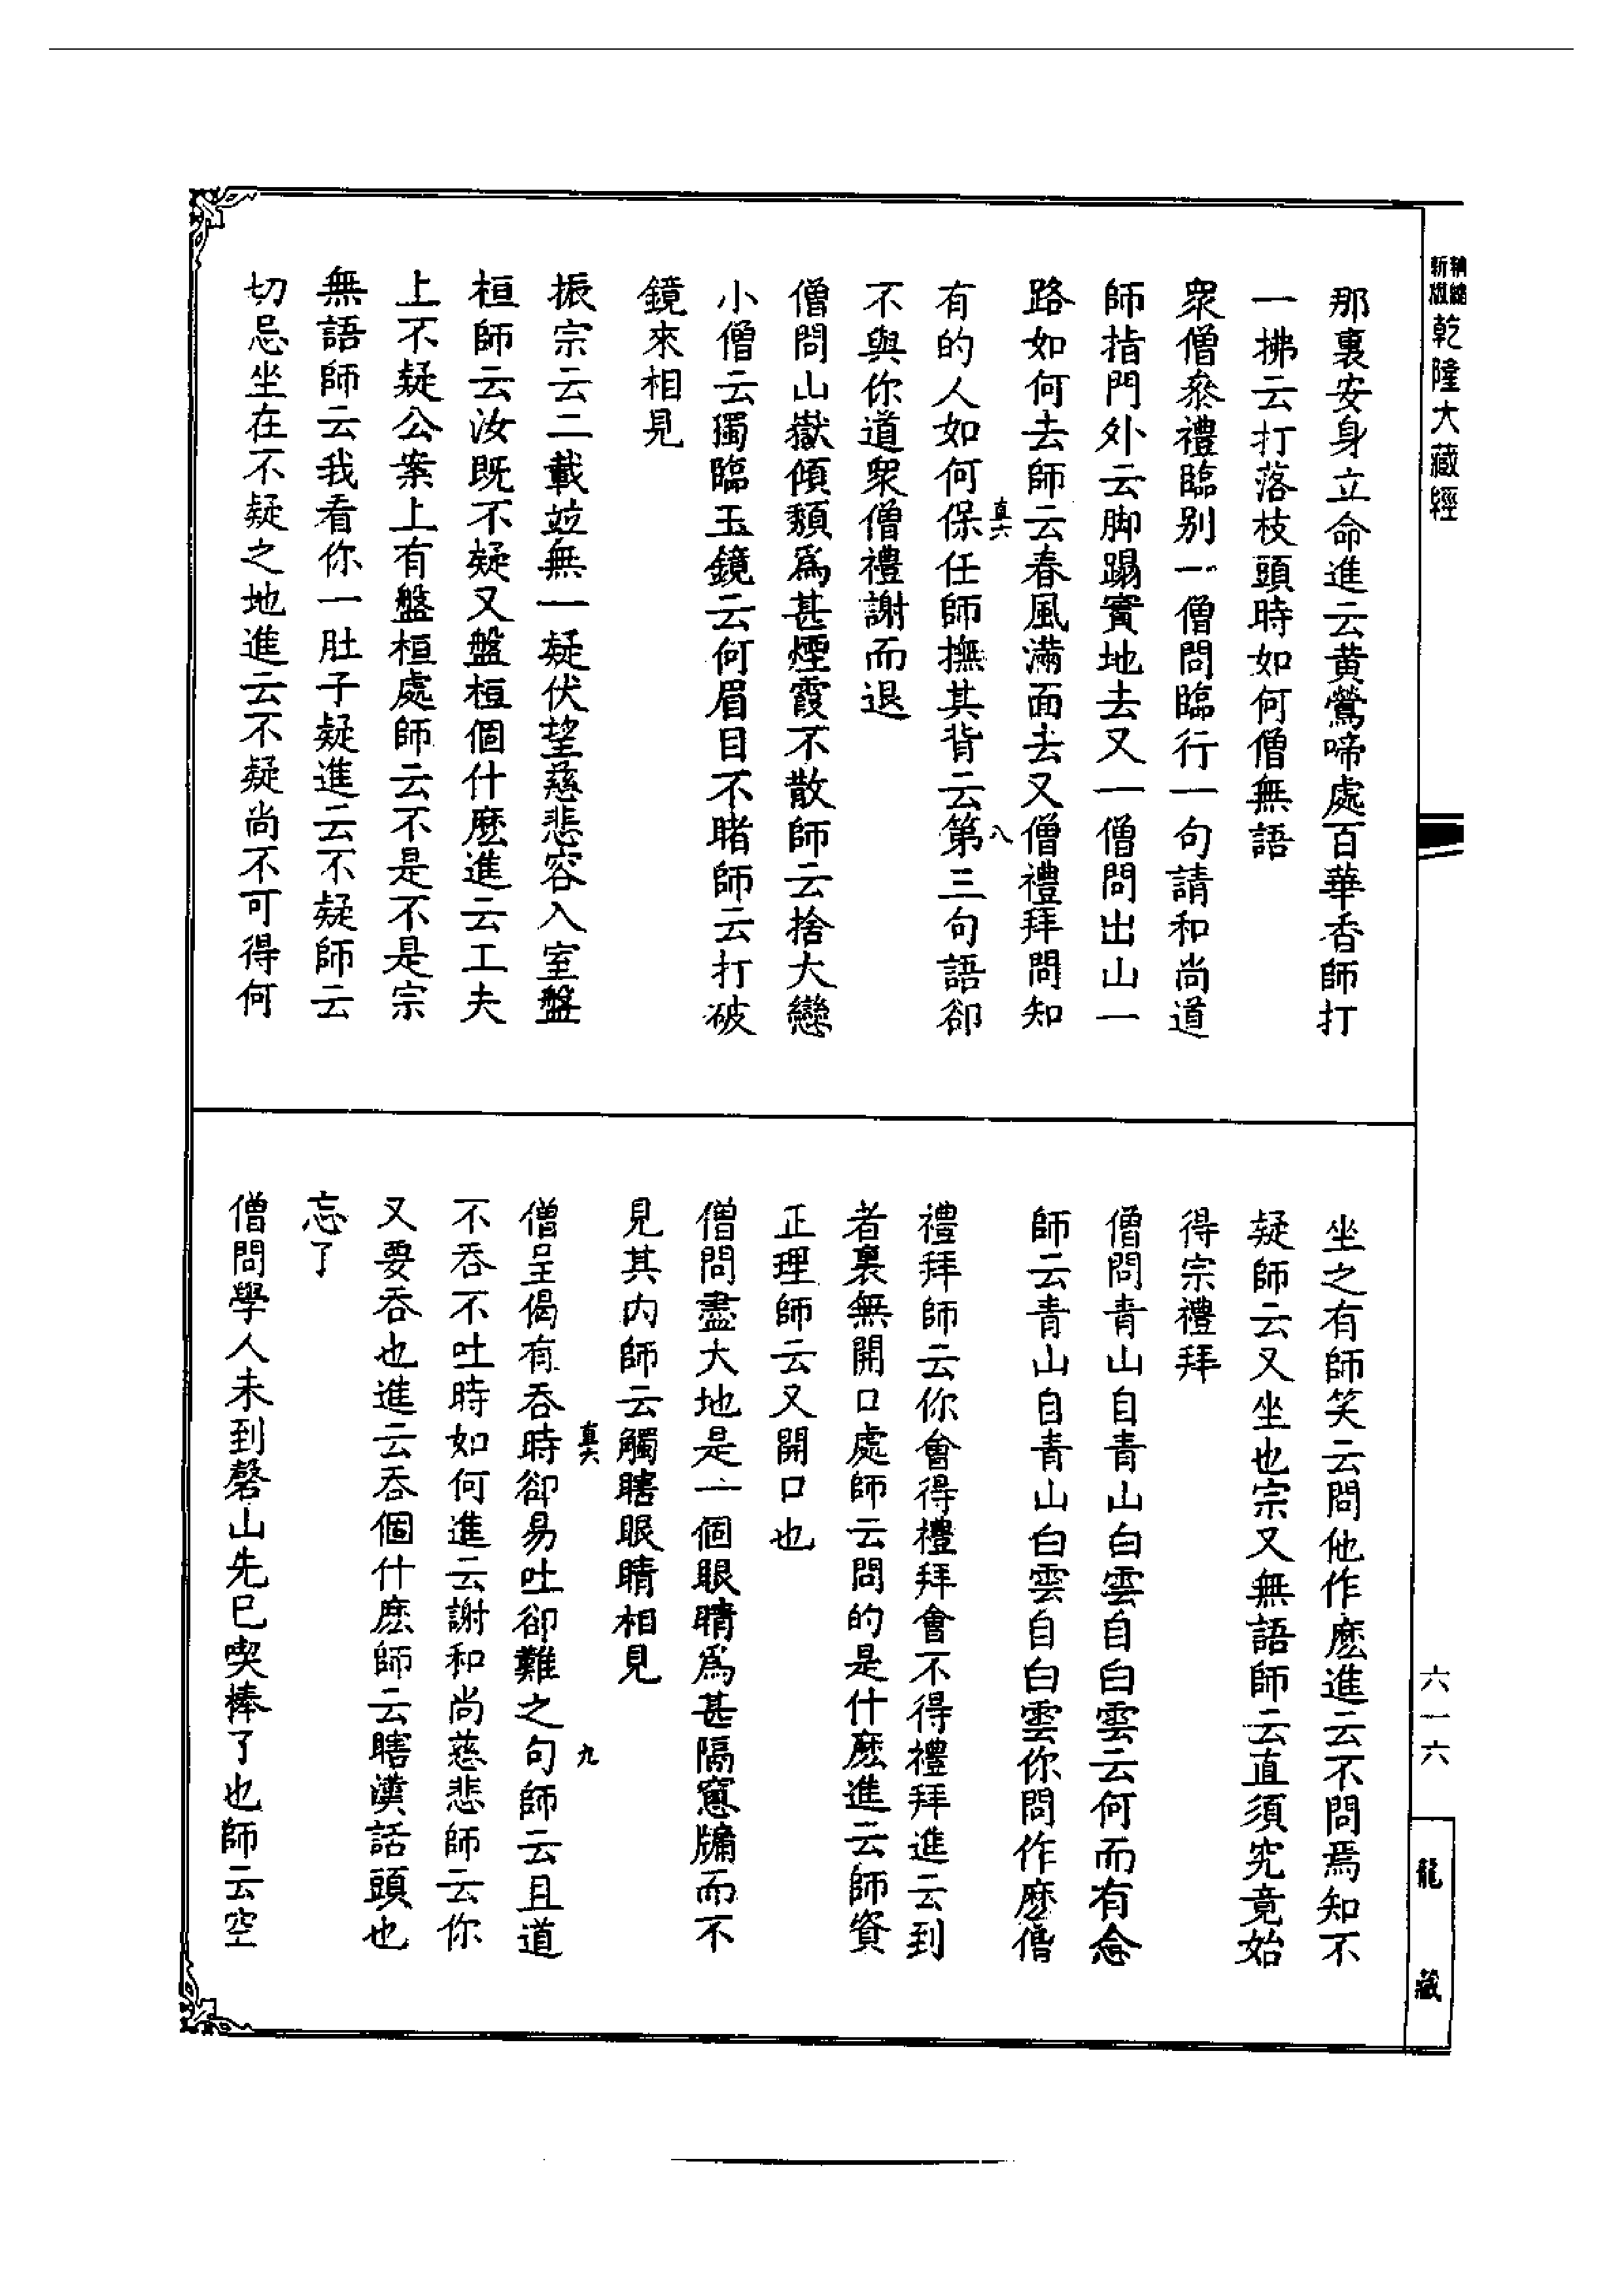 新編縮版乾隆大藏經
那裏安身立命進云黄鶯啼處百華香師打
一拂云打落枝頭時如何僧無語
衆僧叅禮臨别一僧問臨行一句請和尚道
師指門外云脚蹋實地去又一僧問出山一
路如何去師云春風滿面去又僧禮拜問知
真六
八
有的人如何保任師撫其背云第三句語卻
不與你道衆僧禮謝而退
僧問山嶽傾頹爲甚煙霞不散師云捨大戀
小僧云獨臨玉鏡云何眉目不睹師云打破
鏡來相見
振宗云二載竝無一疑伏望慈悲容入室盤
桓師云汝既不疑又盤桓個什麽進云工夫
上不疑公案上有盤桓處師云不是不是宗
無語師云我看你一肚子疑進云不疑師云
切忌坐在不疑之地進云不疑尚不可得何
坐之有師笑云問他作麽進云不問焉知不
疑師云又坐也宗又無語師云直須究竟始
得宗禮拜
僧問青山自青山白雲自白雲云何而有念
師云青山自青山白雲自白雲你問作麽僧
禮拜師云你會得禮拜會不得禮拜進云到
者裏無開口處師云問的是什麽進云師資
正理師云又開口也
僧問盡大地是一個眼睛爲甚隔窻牖而不
見其内師云觸瞎眼睛相見
真六
九
僧呈偈有吞時卻易吐卻難之句師云且道
不吞不吐時如何進云謝和尚慈悲師云你
又要吞也進云吞個什麽師云瞎漢話頭也
忘了
僧問學人未到磬山先巳喫棒了也師云空
六一六
龍藏